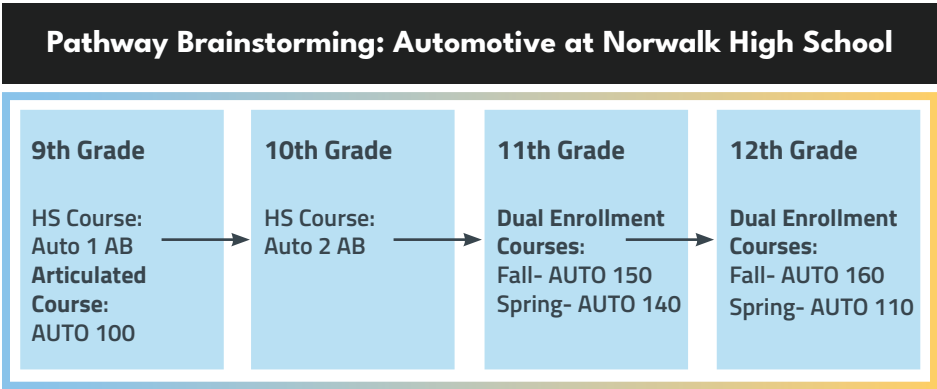 Pathway Brainstorming: Automotive at Norwalk High School
9th Grade
HS Course:
Auto 1 AB
Articulated
Course:
AUTO 100
10th Grade
HS Course:
Auto 2 AB
11th Grade
Dual Enrollment
Courses:
Fall- AUTO 150
Spring- AUTO 140
12th Grade
Dual Enrollment
Courses:
Fall- AUTO 160
Spring- AUTO 110